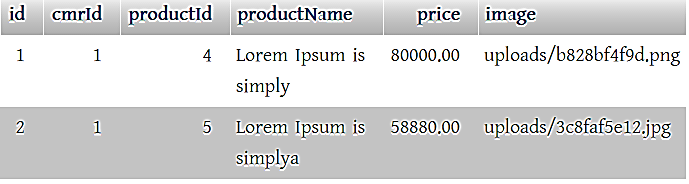 id cmrId productId productName price image
1 1 4 Lorem Ipsum is 80000.00 uploads/b828bf4f9d.png
simply
2 1 5 Lorem Ipsum is 58880.00 uploads/3c8faf5e12.jpg
simplya